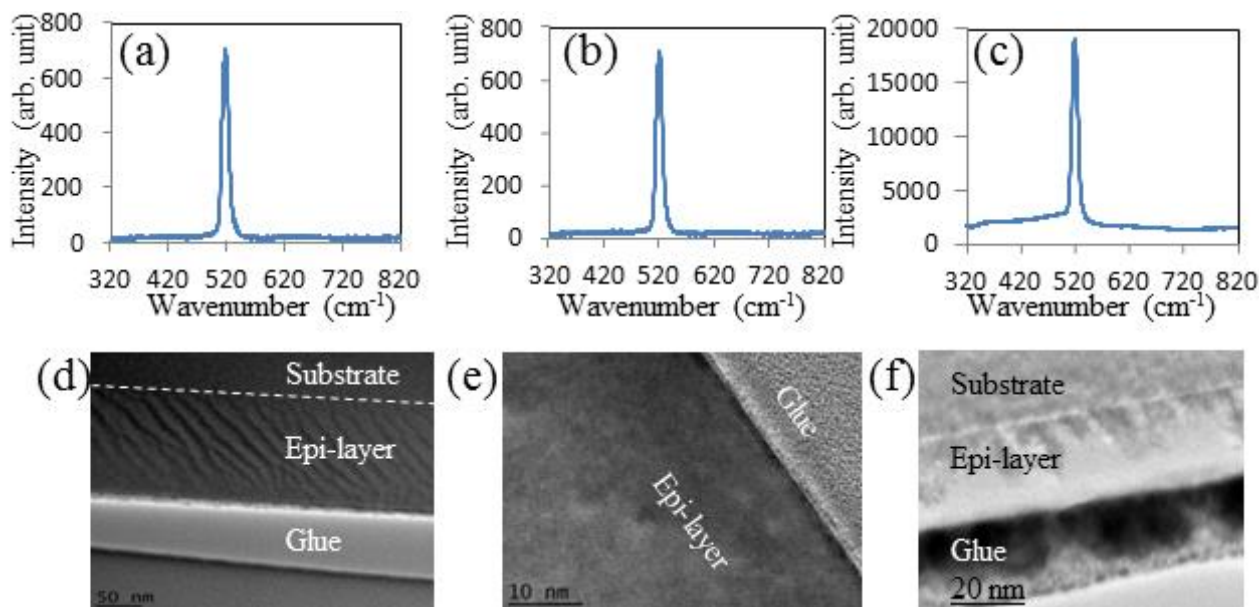 (a)
Intensity (arb. unit)
800
600
400
200
0
320 420 520 620 720 820
Wavenumber (cm-1)
(b)
Intensity (arb. unit)
800
600
400
200
0
320 420 520 620 720 820
Wavenumber (cm-1)
(c)
Intensity (arb. unit)
20000
15000
10000
5000
0
320 420 520 620 720 820
Wavenumber (cm-1)
(d)
Substrate
Epi-layer
Glue
50 nm
(e)
Glue
Epi-layer
10 nm
(f)
Substrate
Epi-layer
Glue
20 nm